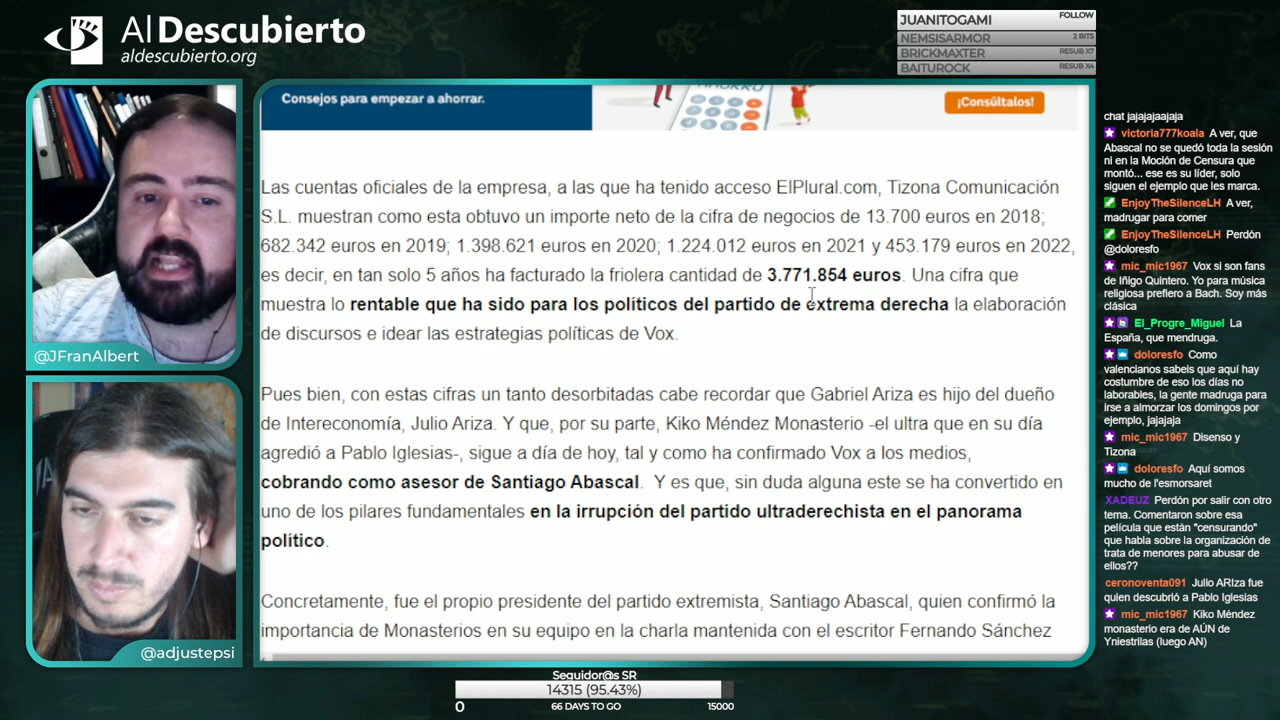 Al Descubierto
aldescubierto.org
JUANITOGAMI FOLLOW
NEMSISARMOR 2 BITS
BRICKMAXTER RESUB X7
BAITUROCK RESUB X4
Consejos para empezar a ahorrar.
¡Consúltalos!
Las cuentas oficiales de la empresa, a las que ha tenido acceso ElPlural.com, Tizona Comunicación
S.L. muestran como esta obtuvo un importe neto de la cifra de negocios de 13.700 euros en 2018;
682.342 euros en 2019; 1.398.621 euros en 2020; 1.224.012 euros en 2021 y 453.179 euros en 2022,
es decir, en tan solo 5 años ha facturado la friolera cantidad de 3.771.854 euros. Una cifra que
muestra lo rentable que ha sido para los políticos del partido de extrema derecha la elaboración
de discursos e idear las estrategias políticas de Vox.
Pues bien, con estas cifras un tanto desorbitadas cabe recordar que Gabriel Ariza es hijo del dueño
de Intereconomía, Julio Ariza. Y que, por su parte, Kiko Méndez Monasterio -el ultra que en su día
agredió a Pablo Iglesias-, sigue a día de hoy, tal y como ha confirmado Vox a los medios,
cobrando como asesor de Santiago Abascal. Y es que, sin duda alguna este se ha convertido en
uno de los pilares fundamentales en la irrupción del partido ultraderechista en el panorama
político.
Concretamente, fue el propio presidente del partido extremista, Santiago Abascal, quien confirmó la
importancia de Monasterios en su equipo en la charla mantenida con el escritor Fernando Sánchez
@JFranAlbert
@adjustepsi
chat jajajajaajaja
victoria777koala A ver, que
Abascal no se quedó toda la sesión
ni en la Moción de Censura que
montó... ese es su líder, solo
siguen el ejemplo que les marca.
EnjoyTheSilenceLH A ver,
madrugar para comer
EnjoyTheSilenceLH Perdón
@doloresfo
mic_mic1967 Vox si son fans
de Iñigo Quintero. Yo para música
religiosa prefiero a Bach. Soy más
clásica
El_Progre_Miguel La
España, que mendruga.
doloresfo Como
valencianos sabeis que aquí hay
costumbre de eso los días no
laborables, la gente madruga para
irse a almorzar los domingos por
ejemplo, jajajaja
mic_mic1967 Disenso y
Tizona
doloresfo Aquí somos
mucho de l'esmorsaret
XADEUZ Perdón por salir con otro
tema. Comentaron sobre esa
película que están "censurando"
que habla sobre la organización de
trata de menores para abusar de
ellos??
ceronoventa091 Julio ARIza fue
quien descubrió a Pablo Iglesias
mic_mic1967 Kiko Méndez
monasterio era de AÚN de
Yniestrilas (luego AN)
Seguidor@s SR
14315 (95.43%)
0 66 DAYS TO GO 15000